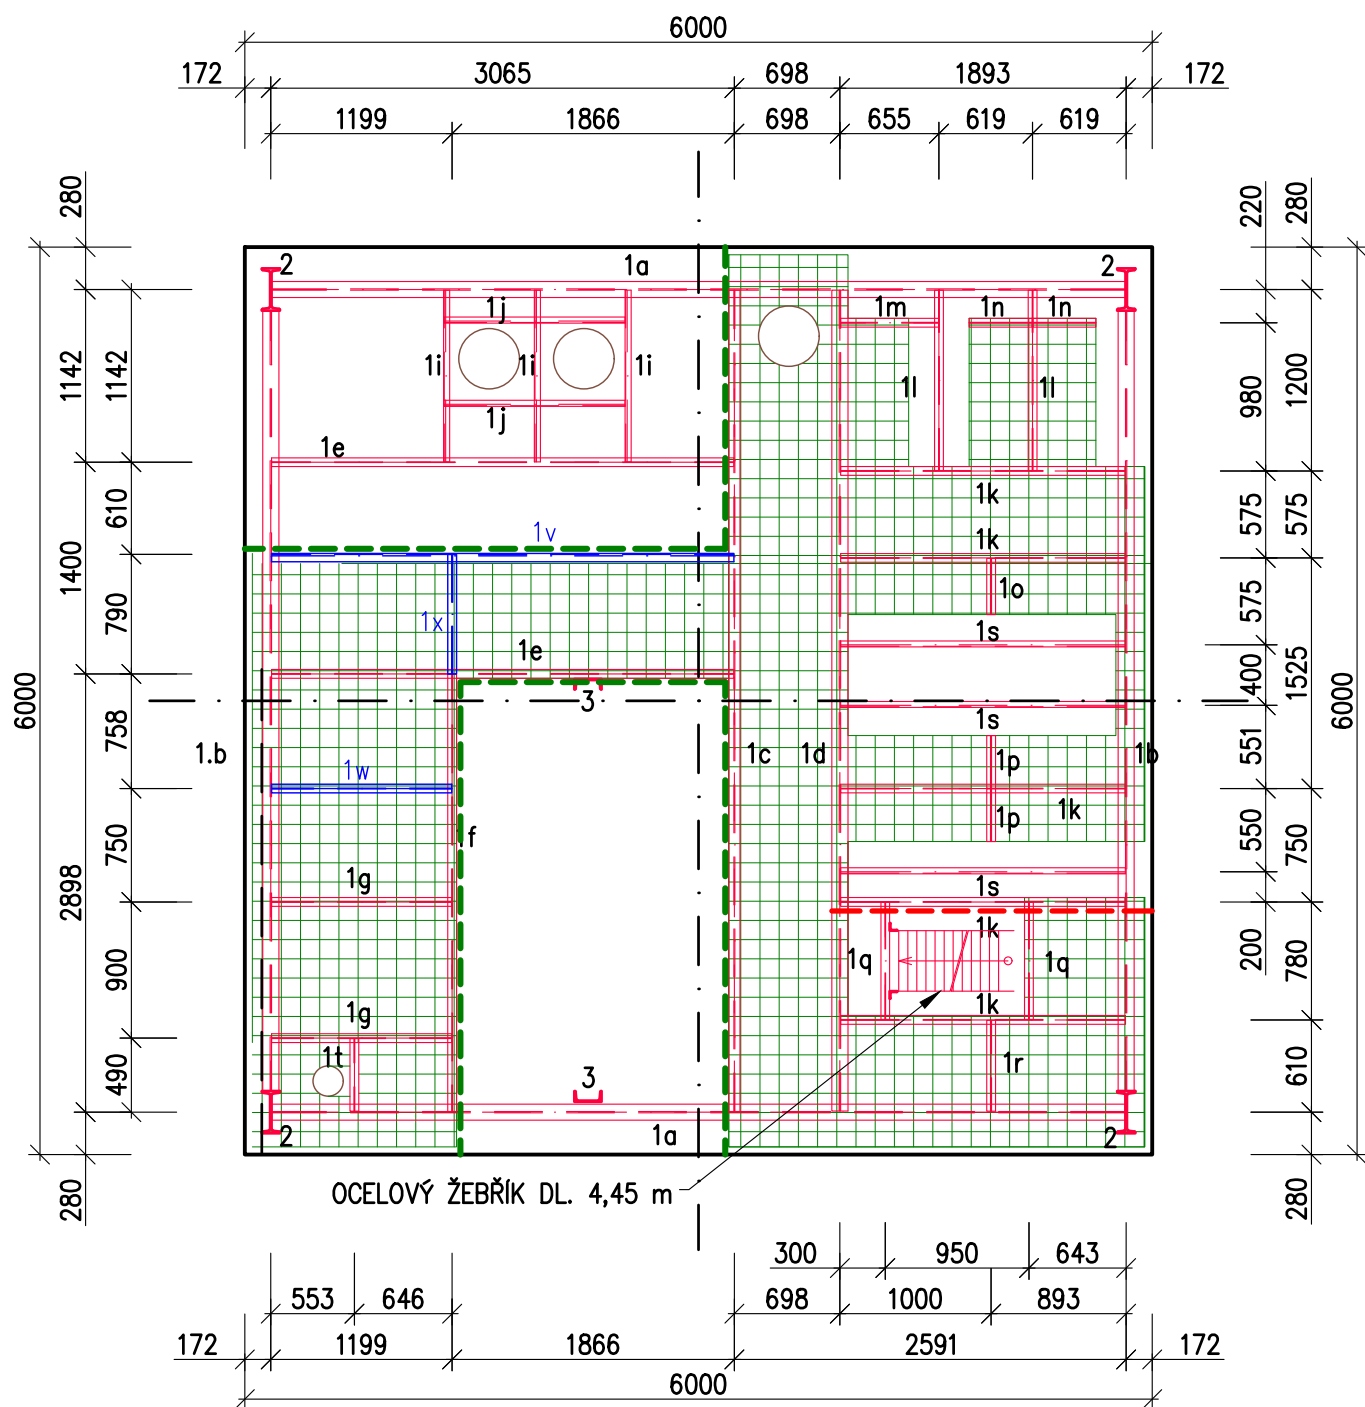 6000
172 3065 698 1893 172
1199 1866 698 655 619 619
280
1142
1400
2898
280
1142
610
790
758
750
900
490
6000
220
980
575
575
400
551
550
200
280
1200
575
1525
750
780
610
280
6000
2 1a 2
1j 1m 1n 1n
1i 1i 1i 1l 1l
1j
1e
1k
1v 1k
1o
1x 1e 1s
3
1s
1.b 1c 1d 1p 1b
1w
1p 1k
f
1g 1s
1k
1q 1q
1g 1k
1t 3 1r
2 1a 2
OCELOVÝ ŽEBŘÍK DL. 4,45 m
300 950 643
553 646 698 1000 893
172 1199 1866 2591 172
6000